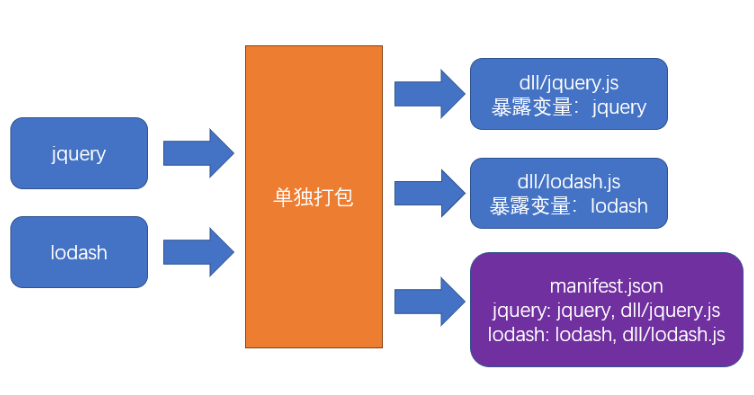 jquery
lodash
单独打包
dll/jquery.js
暴露变量：jquery
dll/lodash.js
暴露变量：lodash
manifest.json
jquery: jquery, dll/jquery.js
lodash: lodash, dll/lodash.js